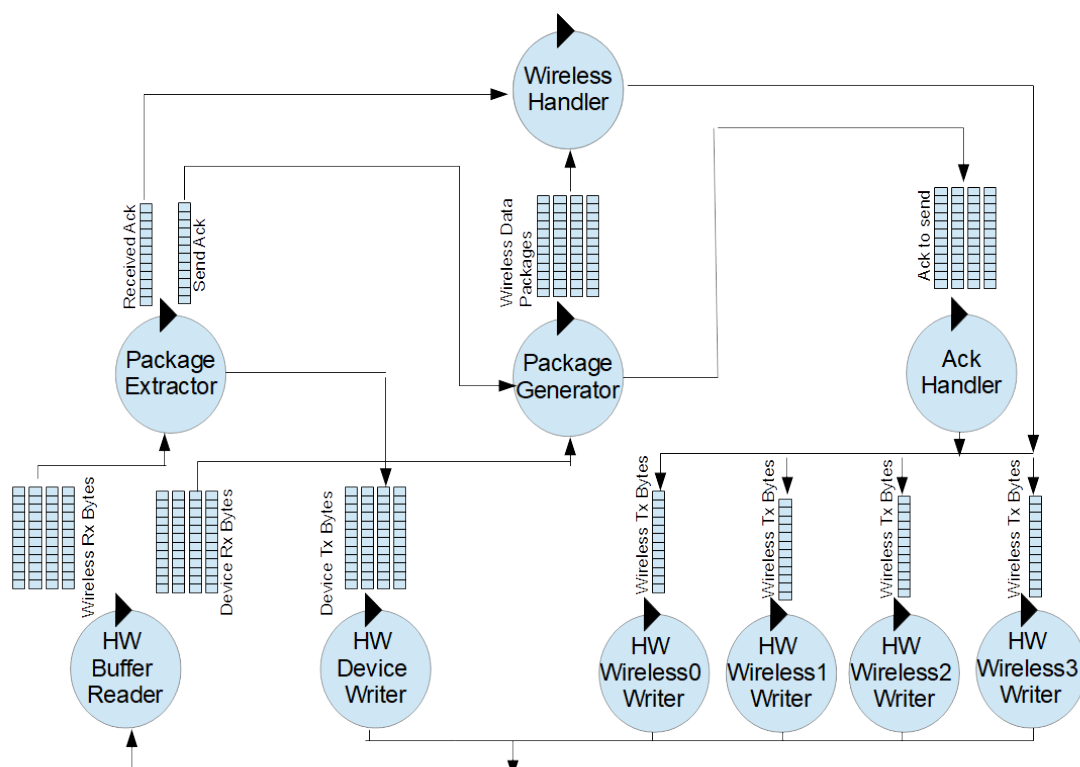 Wireless
Handler
Received Ack
Send Ack
Wireless Data
Packages
Ack to send
Package
Extractor
Package
Generator
Ack
Handler
Wireless Rx Bytes
Device Rx Bytes
Device Tx Bytes
Wireless Tx Bytes
Wireless Tx Bytes
Wireless Tx Bytes
Wireless Tx Bytes
HW
Buffer
Reader
HW
Device
Writer
HW
Wireless0
Writer
HW
Wireless1
Writer
HW
Wireless2
Writer
HW
Wireless3
Writer